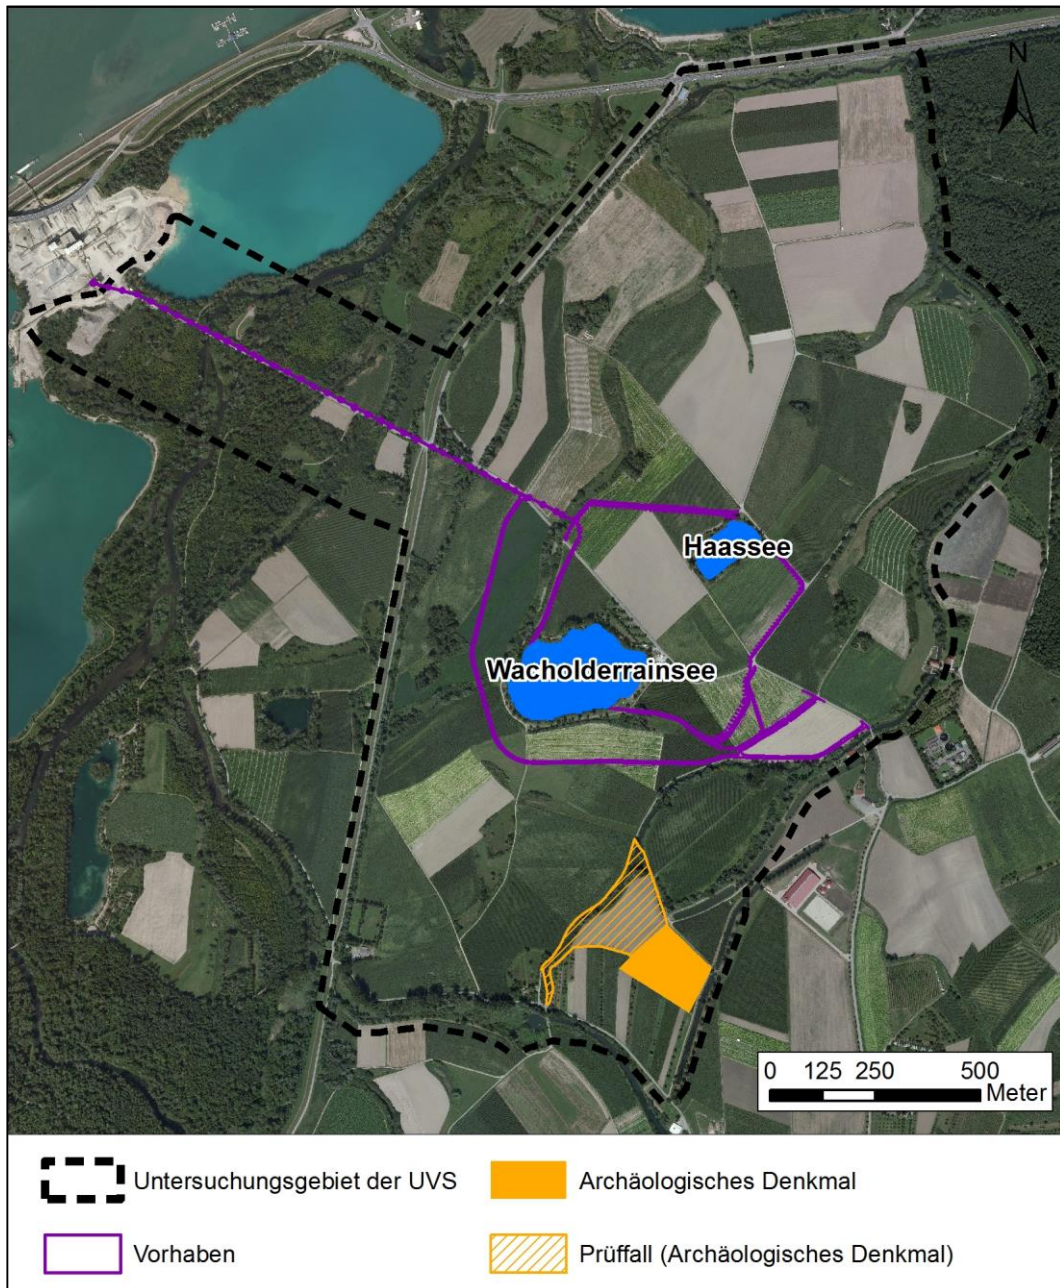 N
Haassee
Wacholderrainsee
0 125 250 500
Meter
Untersuchungsgebiet der UVS
Archäologisches Denkmal
Vorhaben
Prüffall (Archäologisches Denkmal)